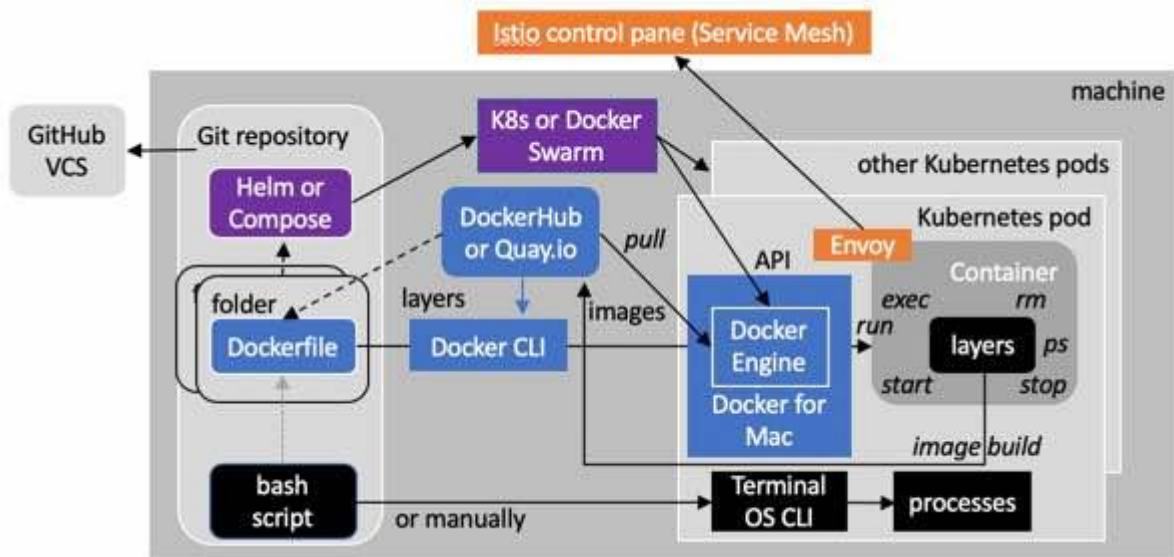 Istio control pane (Service Mesh)
machine
GitHub
VCS
Git repository
K8s or Docker
Swarm
other Kubernetes pods
Helm or
Compose
DockerHub
or Quay.io
pull
Kubernetes pod
Envoy
API
Container
folder
layers
images
exec
rm
Dockerfile
Docker CLI
Docker
Engine
run
layers
ps
start
stop
Docker for
Mac
image build
bash
script
or manually
Terminal
OS CLI
processes